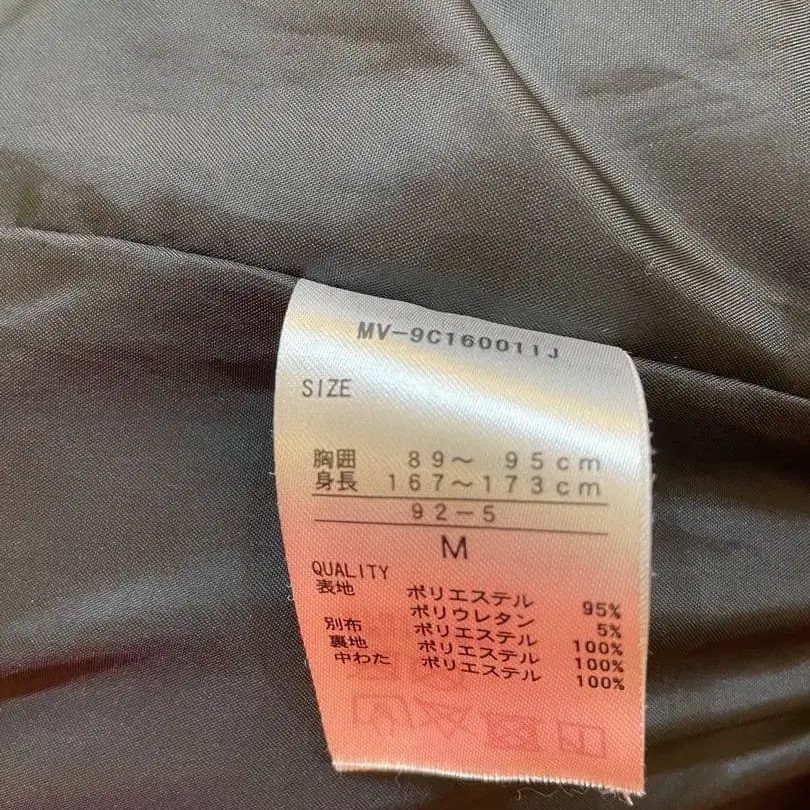 MV-9C160011J
SIZE
胸囲 89～ 95cm
身長 167～173cm
92-5
M
QUALITY
表地 ポリエステル 95%
ポリウレタン 5%
別布 ポリエステル 100%
裏地 ポリエステル 100%
中わた ポリエステル 100%